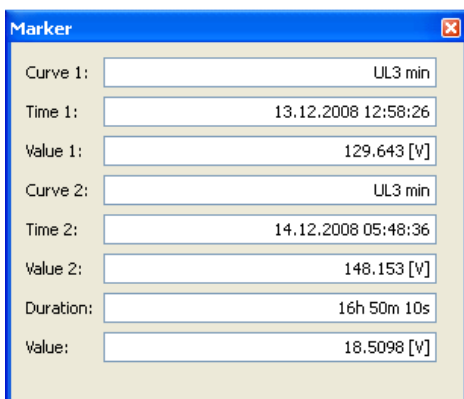 Marker
Curve 1: UL3 min
Time 1: 13.12.2008 12:58:26
Value 1: 129.643 [V]
Curve 2: UL3 min
Time 2: 14.12.2008 05:48:36
Value 2: 148.153 [V]
Duration: 16h 50m 10s
Value: 18.5098 [V]